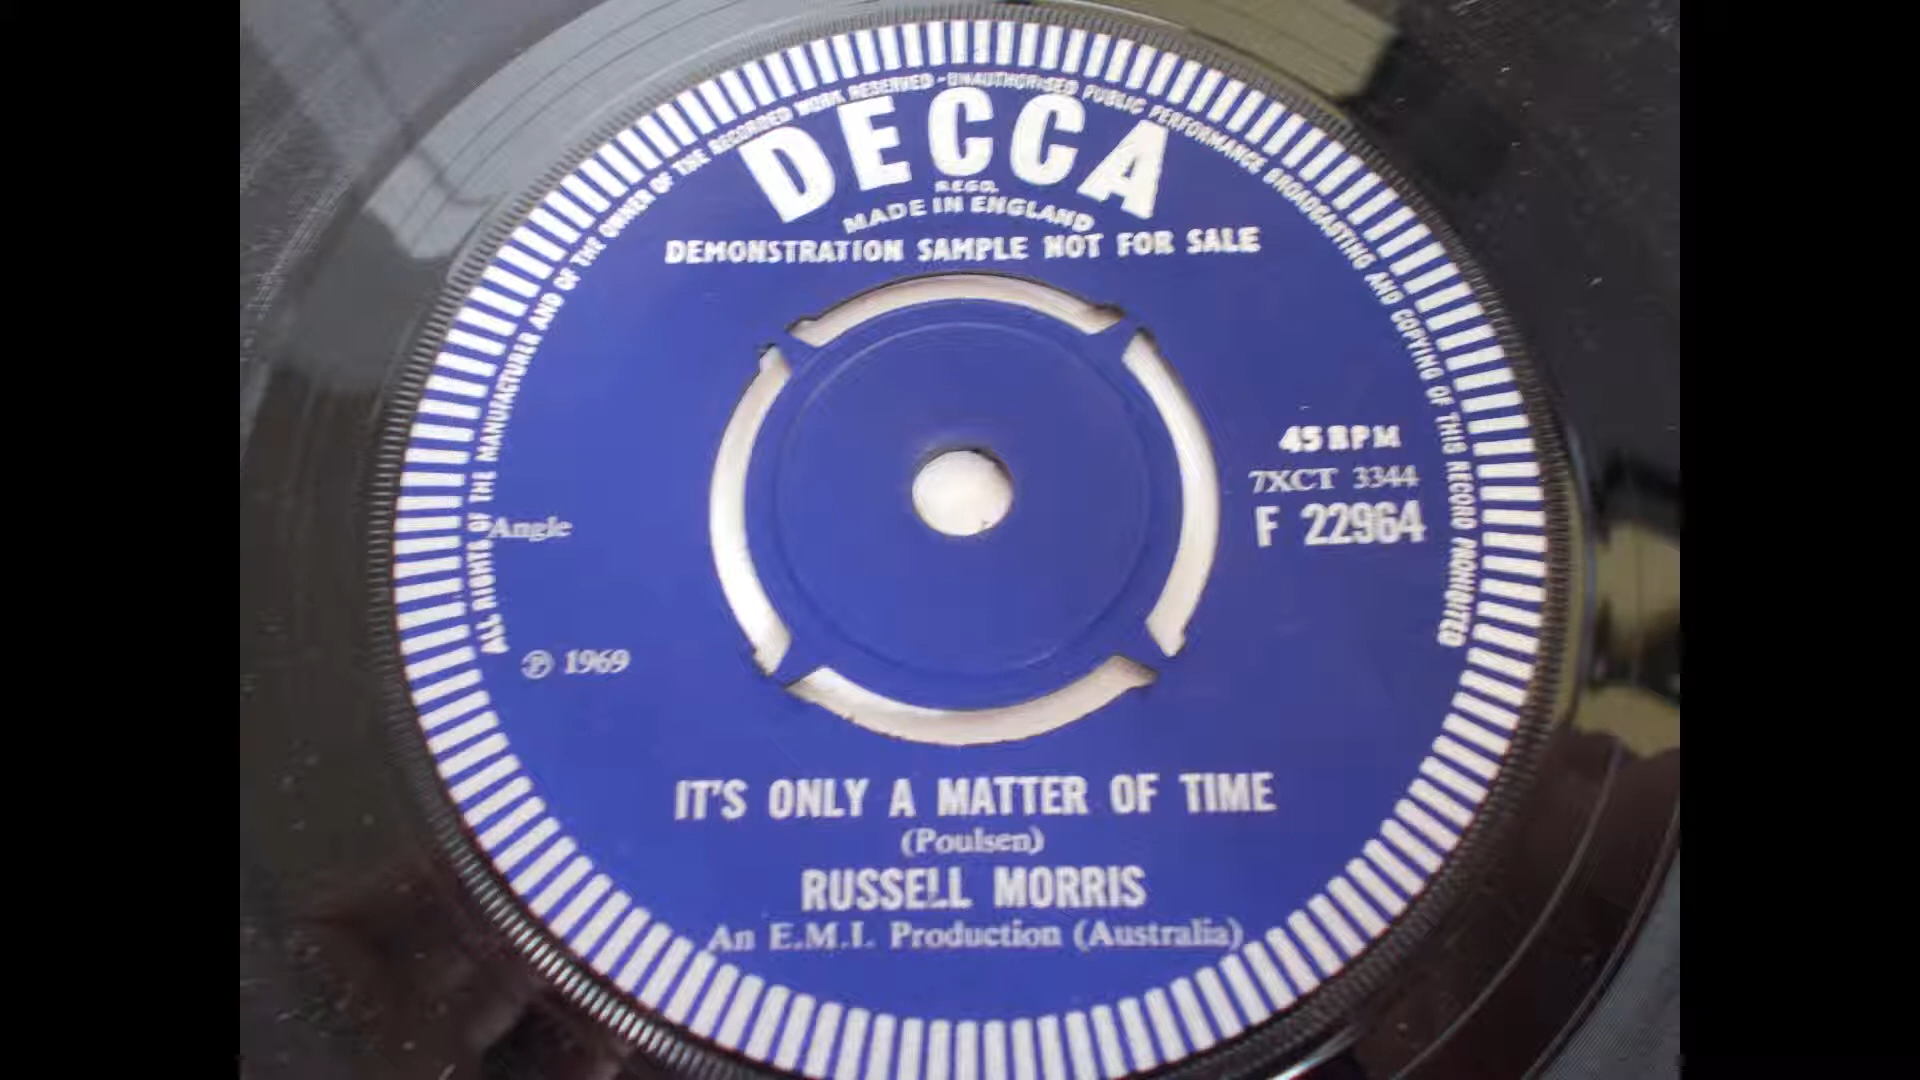 ALL RIGHTS OF THE MANUFACTURER AND OF THE OWNER OF THE RECORDED WORK RESERVED - UNAUTHORISED PUBLIC PERFORMANCE BROADCASTING AND COPYING OF THIS RECORD PROHIBITED
DECCA
REGD.
MADE IN ENGLAND
DEMONSTRATION SAMPLE NOT FOR SALE
45 RPM
7XCT 3344
F 22964
Angle
℗ 1969
IT'S ONLY A MATTER OF TIME
(Poulsen)
RUSSELL MORRIS
An E.M.I. Production (Australia)